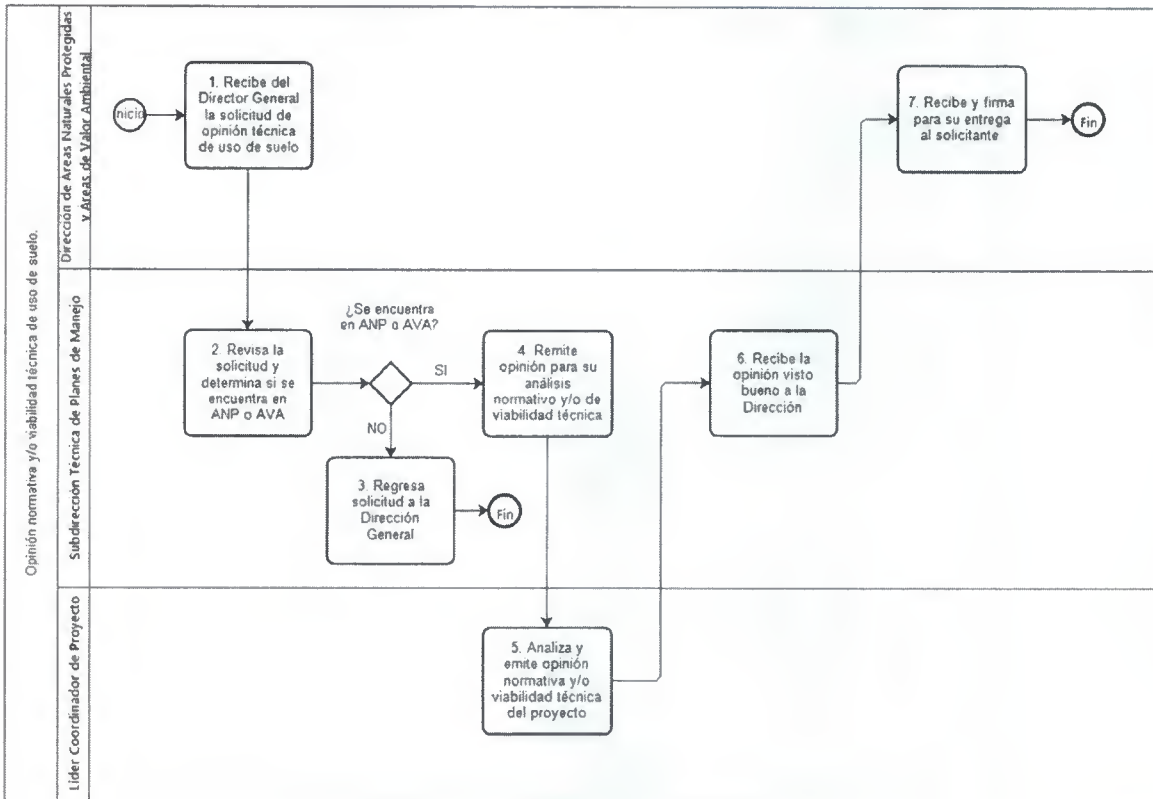 Opinión normativa y/o viabilidad técnica de uso de suelo.
Dirección de Areas Naturales Protegidas
y Areas de Valor Ambiental
Inicio
1. Recibe del
Director General
la solicitud de
opinión técnica
de uso de suelo
7. Recibe y firma
para su entrega
al solicitante
Fin
Subdirección Técnica de Planes de Manejo
2. Revisa la
solicitud y
determina si se
encuentra en
ANP o AVA
¿Se encuentra
en ANP o AVA?
SI
NO
4. Remite
opinión para su
análisis
normativo y/o de
viabilidad técnica
6. Recibe la
opinión visto
bueno a la
Dirección
3. Regresa
solicitud a la
Dirección
General
Fin
Lider Coordinador de Proyecto
5. Analiza y
emite opinión
normativa y/o
viabilidad técnica
del proyecto